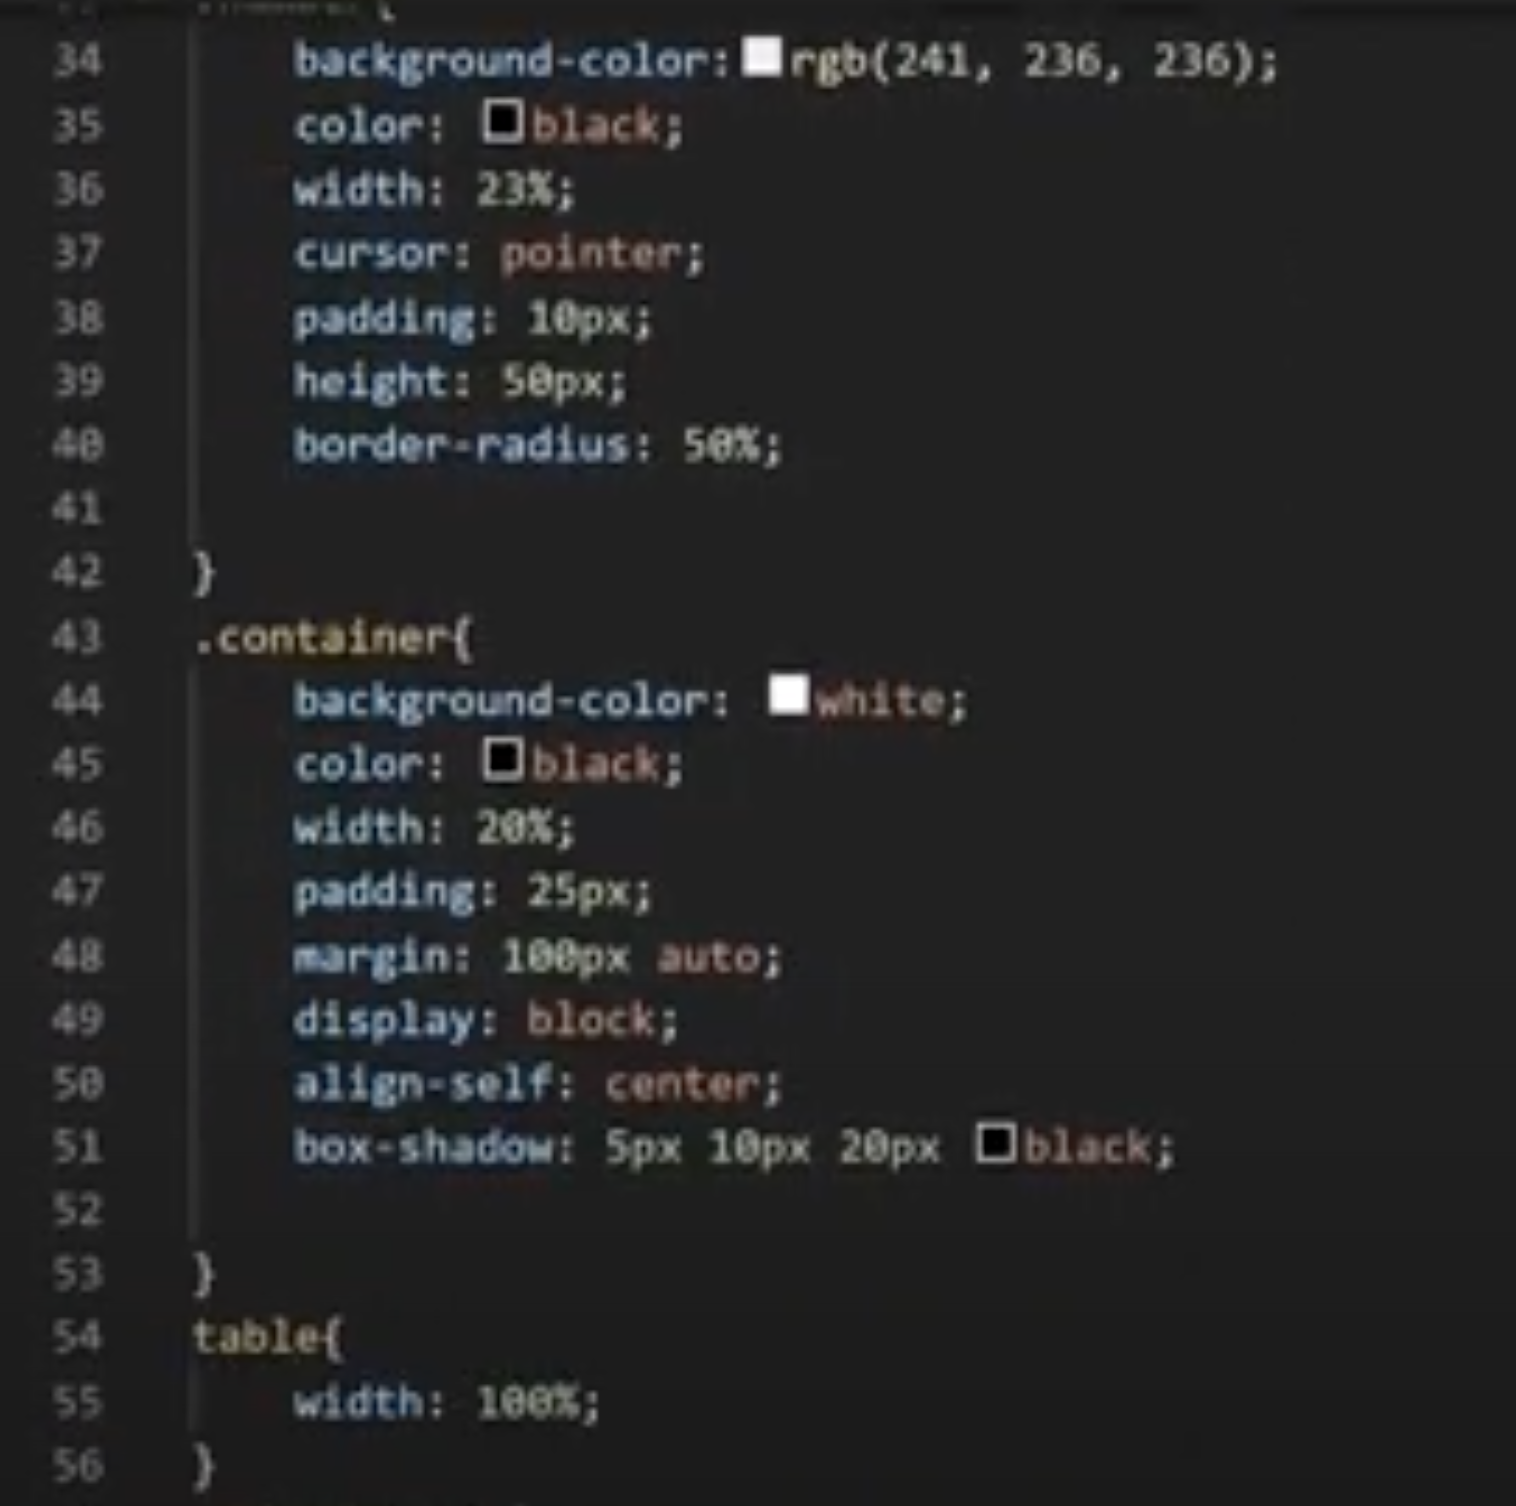 34 background-color: rgb(241, 236, 236);
35 color: black;
36 width: 23%;
37 cursor: pointer;
38 padding: 10px;
39 height: 50px;
40 border-radius: 50%;
41
42 }
43 .container{
44 background-color: white;
45 color: black;
46 width: 20%;
47 padding: 25px;
48 margin: 100px auto;
49 display: block;
50 align-self: center;
51 box-shadow: 5px 10px 20px black;
52
53 }
54 table{
55 width: 100%;
56 }